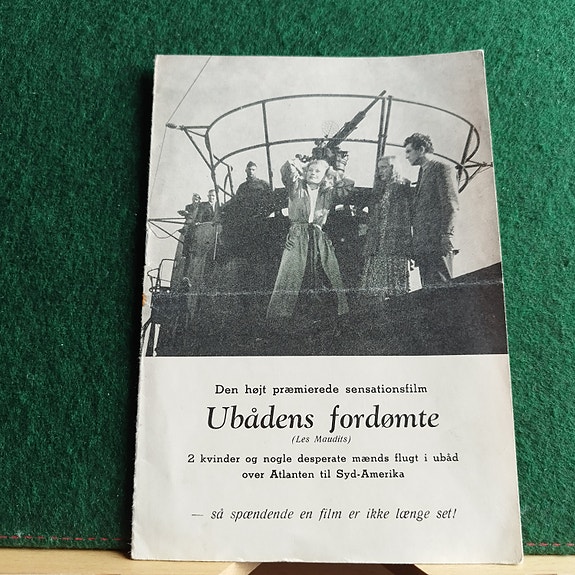 Den højt præmierede sensationsfilm
Ubådens fordømte
(Les Maudits)
2 kvinder og nogle desperate mænds flugt i ubåd
over Atlanten til Syd-Amerika
— så spændende en film er ikke længe set!